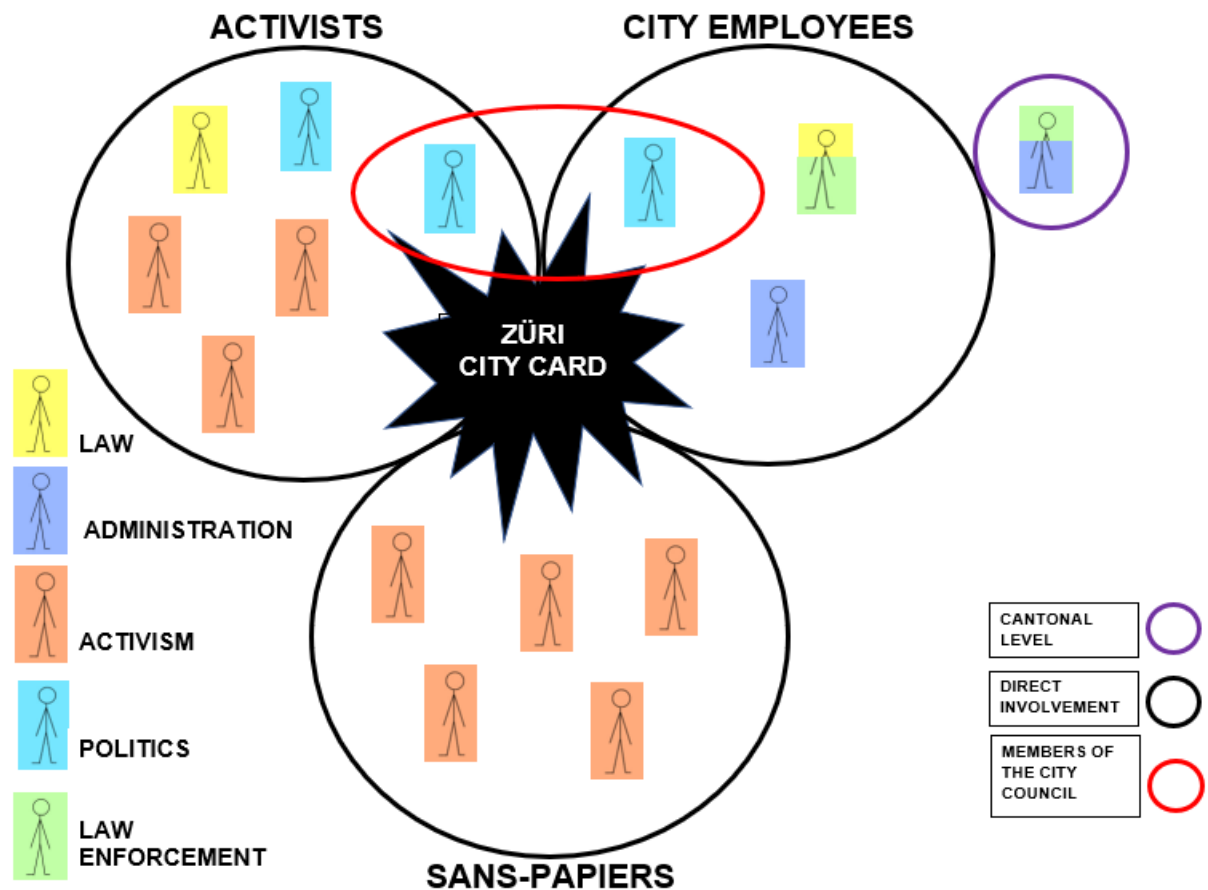 ACTIVISTS
CITY EMPLOYEES
ZÜRI
CITY CARD
LAW
ADMINISTRATION
ACTIVISM
POLITICS
LAW
ENFORCEMENT
SANS-PAPIERS
CANTONAL
LEVEL
DIRECT
INVOLVEMENT
MEMBERS OF
THE CITY
COUNCIL